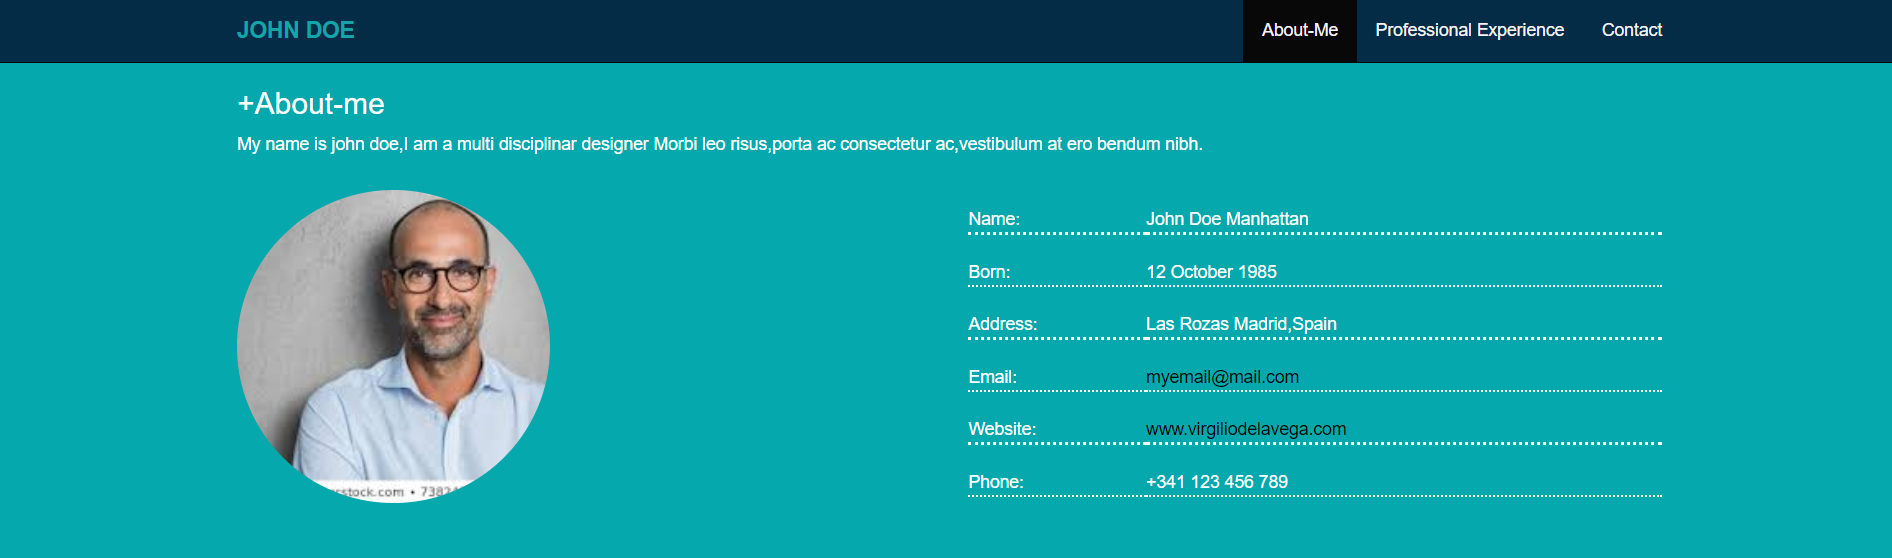 JOHN DOE
About-Me
Professional Experience
Contact
+About-me
My name is john doe,I am a multi disciplinar designer Morbi leo risus,porta ac consectetur ac,vestibulum at ero bendum nibh.
Name: John Doe Manhattan
Born: 12 October 1985
Address: Las Rozas Madrid,Spain
Email: myemail@mail.com
Website: www.virgiliodelavega.com
Phone: +341 123 456 789
stock.com • 7382